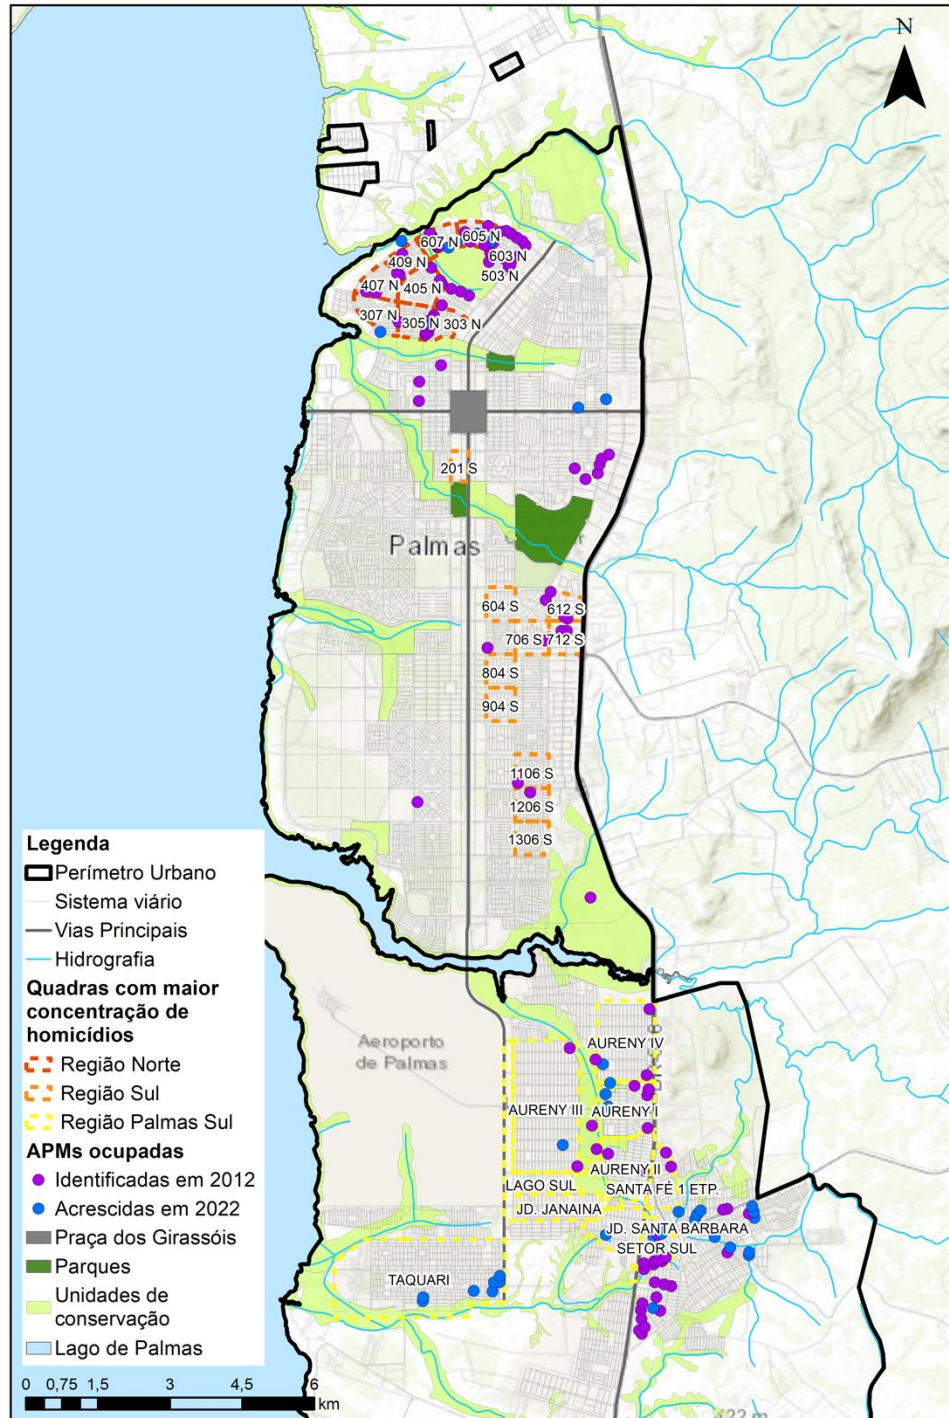 N
607 N
605 N
409 N
603 N
503 N
407 N
405 N
307 N
305 N
303 N
201 S
Palmas
604 S
612 S
706 S
712 S
804 S
904 S
1106 S
1206 S
1306 S
Legenda
Perímetro Urbano
Sistema viário
Vias Principais
Hidrografia
Quadras com maior
concentração de
homicídios
Região Norte
Região Sul
Região Palmas Sul
APMs ocupadas
Identificadas em 2012
Acrescidas em 2022
Praça dos Girassóis
Parques
Unidades de
conservação
Lago de Palmas
0 0,75 1,5 3 4,5 6
km
Aeroporto
de Palmas
AURENY IV
AURENY III
AURENY I
AURENY II
LAGO SUL
SANTA FÉ 1 ETP.
JD. JANAINA
JD. SANTA BARBARA
SETOR SUL
TAQUARI